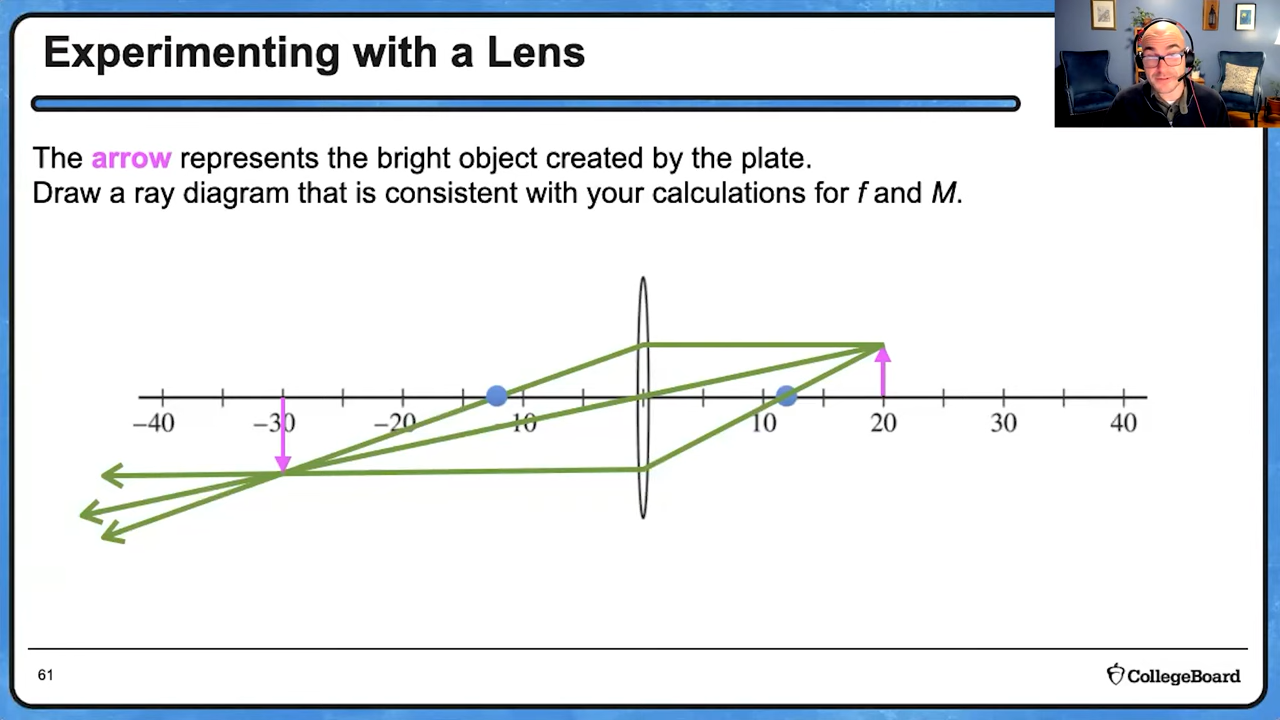 Experimenting with a Lens
The arrow represents the bright object created by the plate.
Draw a ray diagram that is consistent with your calculations for f and M.
–40 –30 –20 –10 10 20 30 40
61
CollegeBoard